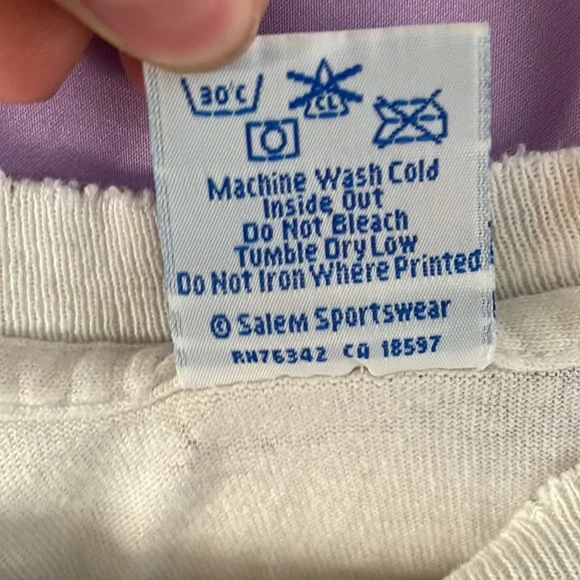 30°C CL
Machine Wash Cold
Inside Out
Do Not Bleach
Tumble Dry Low
Do Not Iron Where Printed
© Salem Sportswear
RN76342 CA 18597